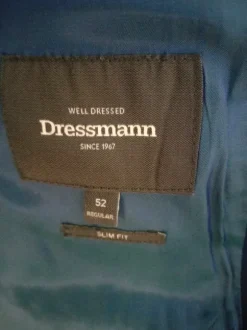 WELL DRESSED
Dressmann
SINCE 1967
52
REGULAR
SLIM FIT